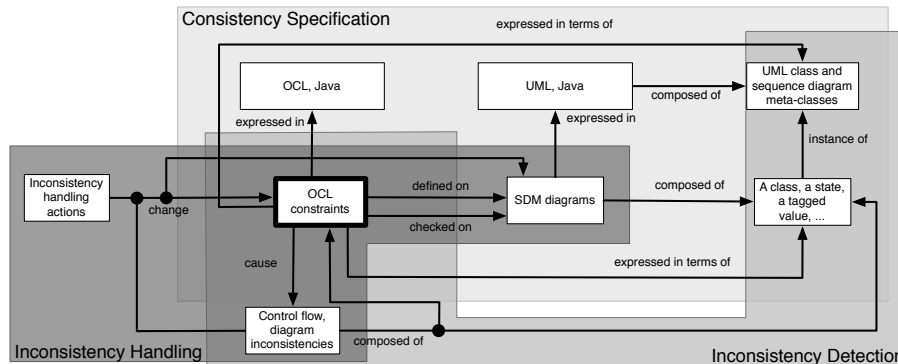 Consistency Specification
expressed in terms of
OCL, Java
UML, Java
UML class and
sequence diagram
meta-classes
composed of
expressed in
expressed in
instance of
Inconsistency
handling
actions
change
OCL
constraints
defined on
checked on
SDM diagrams
composed of
A class, a state,
a tagged
value, ...
cause
expressed in terms of
Control flow,
diagram
inconsistencies
composed of
Inconsistency Handling
Inconsistency Detection